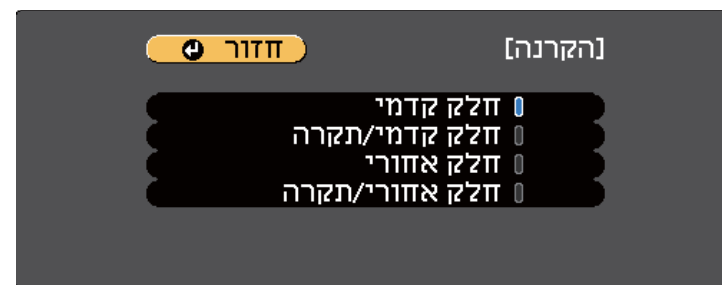 [הקרנה]
חזור
חלק קדמי
חלק קדמי/תקרה
חלק אחורי
חלק אחורי/תקרה